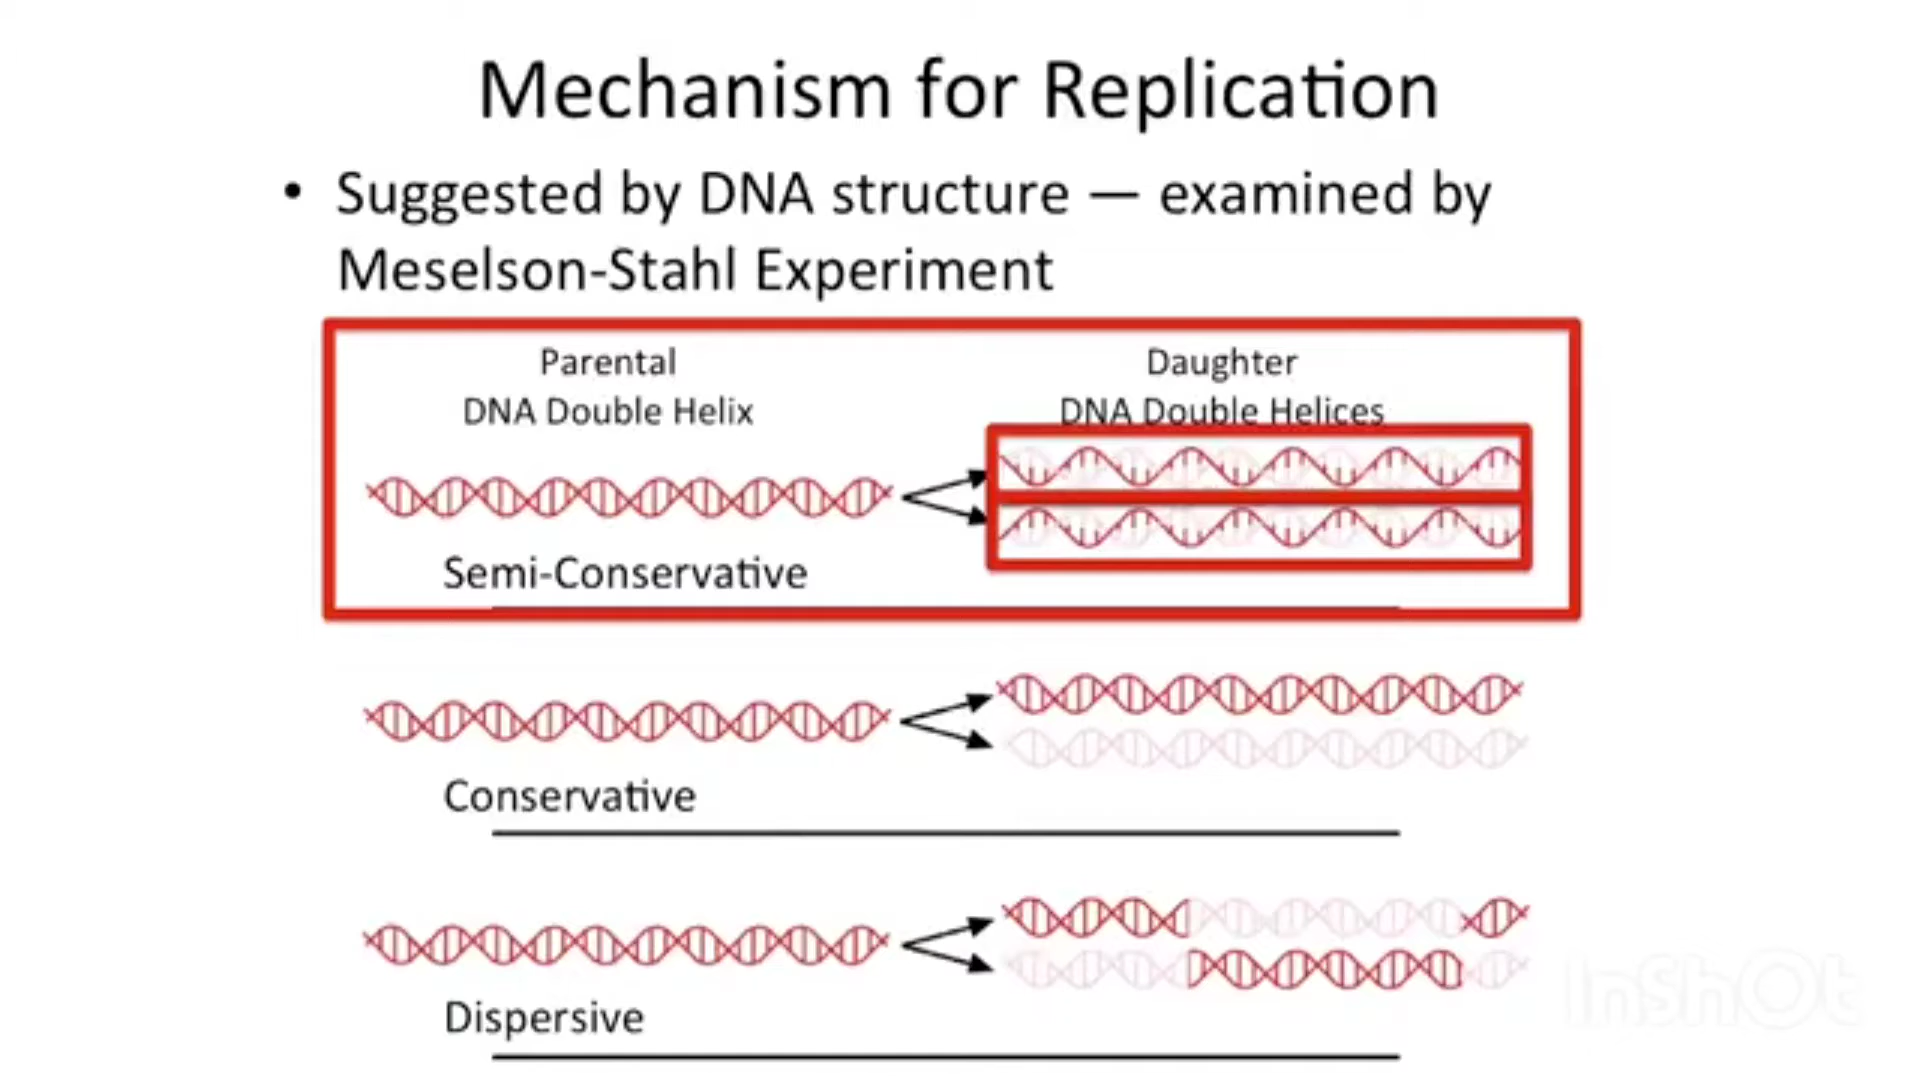 Mechanism for Replication
• Suggested by DNA structure — examined by
Meselson-Stahl Experiment
Parental
DNA Double Helix
Daughter
DNA Double Helices
Semi-Conservative
Conservative
Dispersive
InShOt